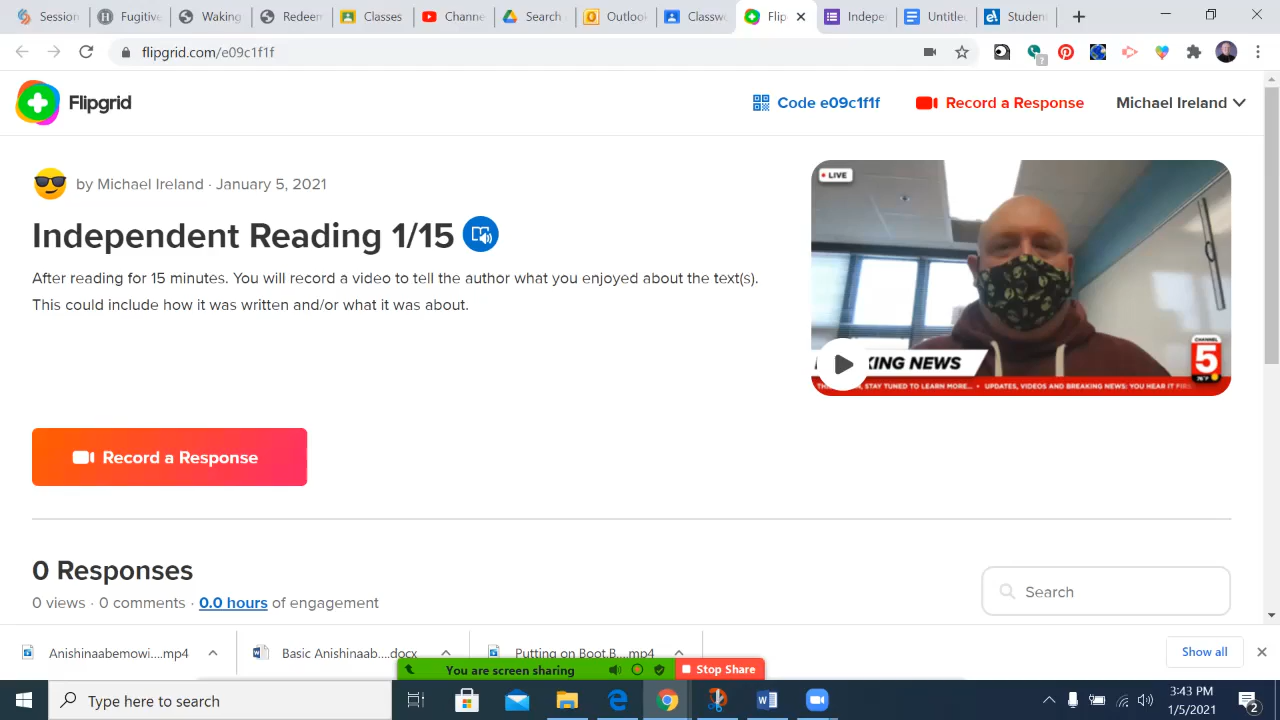 Session
Flipgrid
Making
Redeem
Classes
Channe
Search
Outloo
Classw
Flip
Indepe
Untitle
Studen
flipgrid.com/e09c1f1f
Flipgrid
Code e09c1f1f
Record a Response
Michael Ireland
by Michael Ireland · January 5, 2021
LIVE
Independent Reading 1/15
After reading for 15 minutes. You will record a video to tell the author what you enjoyed about the text(s).
This could include how it was written and/or what it was about.
KING NEWS
CHANNEL
5
STAY TUNED TO LEARN MORE... • UPDATES, VIDEOS AND BREAKING NEWS: YOU HEAR IT FIRS
Record a Response
0 Responses
0 views · 0 comments · 0.0 hours of engagement
Search
Anishinaabemowi....mp4
Basic Anishinaab....docx
Putting on Boot B....mp4
Show all
You are screen sharing
Stop Share
Type here to search
3:43 PM
1/5/2021
2